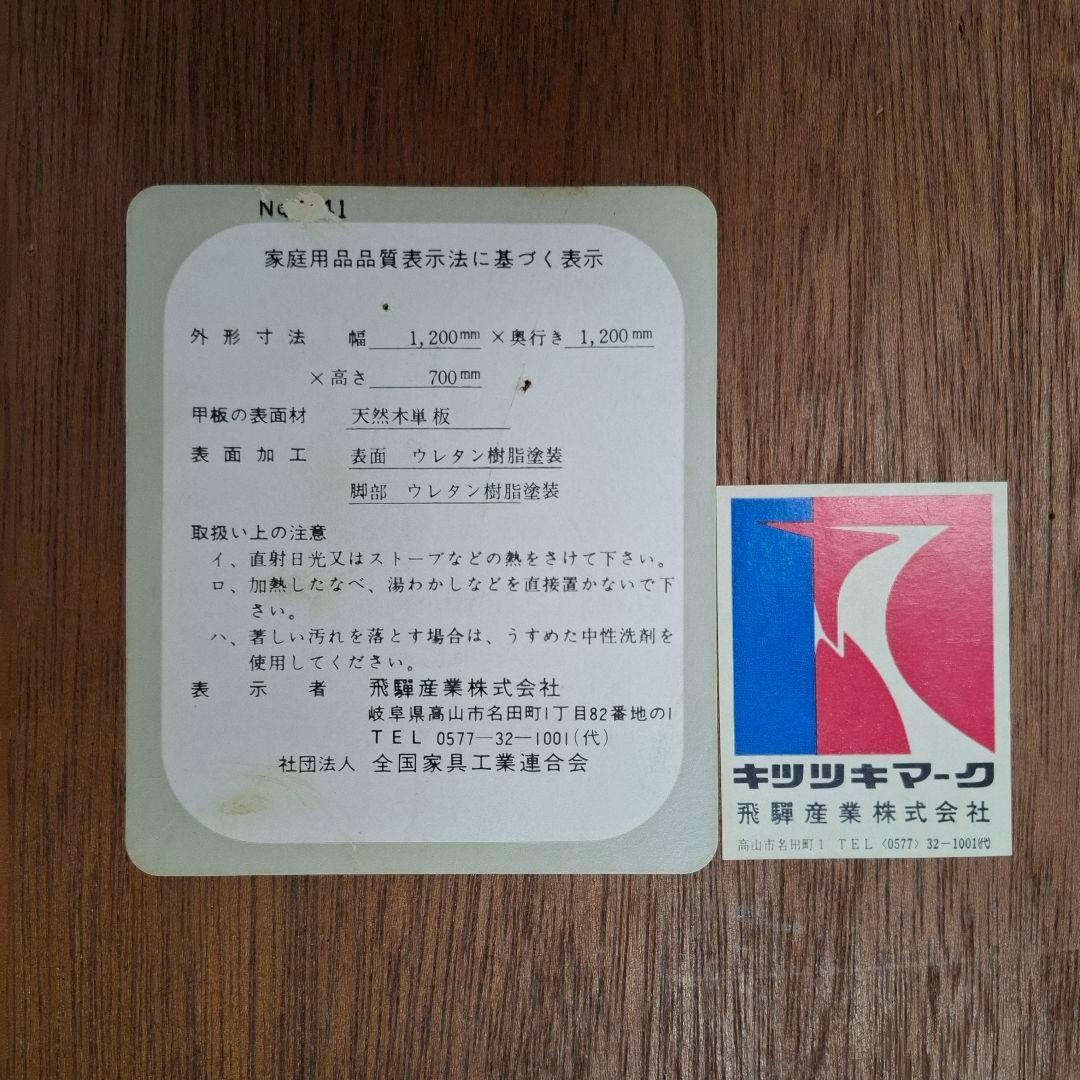 家庭用品品質表示法に基づく表示
外形寸法 幅 1,200mm ×奥行き 1,200mm
×高さ 700mm
甲板の表面材 天然木単板
表面加工 表面 ウレタン樹脂塗装
脚部 ウレタン樹脂塗装
取扱い上の注意
イ、直射日光又はストーブなどの熱をさけて下さい。
ロ、加熱したなべ、湯わかしなどを直接置かないで下
さい。
ハ、著しい汚れを落とす場合は、うすめた中性洗剤を
使用してください。
表示者 飛驒産業株式会社
岐阜県高山市名田町1丁目82番地の1
TEL 0577―32―1001(代)
社団法人 全国家具工業連合会
キツツキマーク
飛驒産業株式会社
高山市名田町1 TEL〈0577〉32-1001㈹